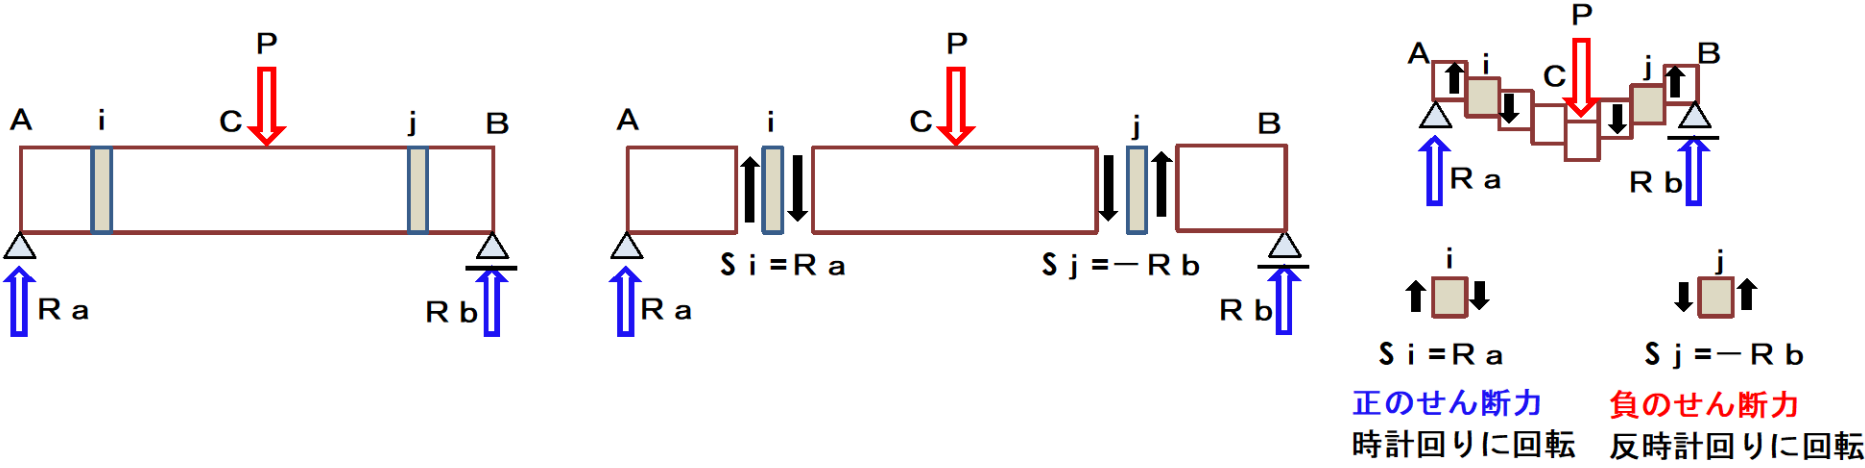 P
A i C j B
R a
R b
P
A i C j B
S i=R a
S j=－R b
R a
R b
P
A i C j B
R a
R b
i
j
S i=R a
S j=－R b
正のせん断力
負のせん断力
時計回りに回転
反時計回りに回転